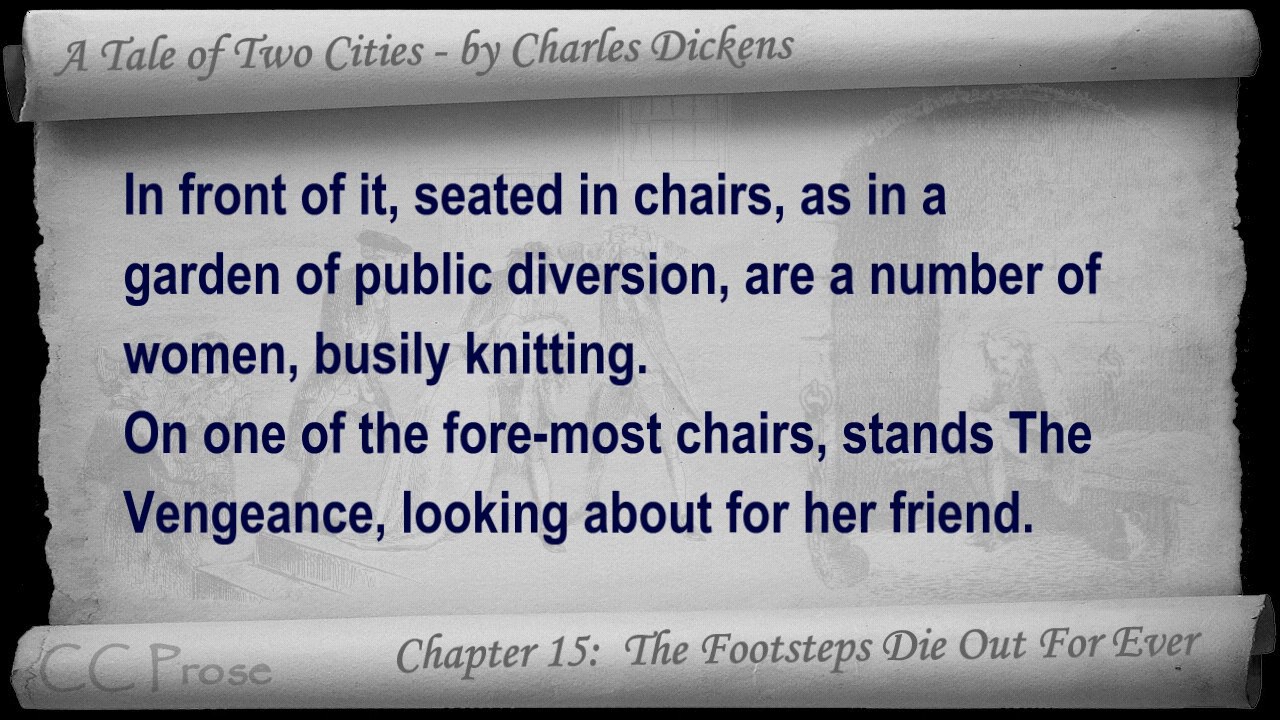 A Tale of Two Cities - by Charles Dickens
In front of it, seated in chairs, as in a
garden of public diversion, are a number of
women, busily knitting.
On one of the fore-most chairs, stands The
Vengeance, looking about for her friend.
CC Prose
Chapter 15: The Footsteps Die Out For Ever